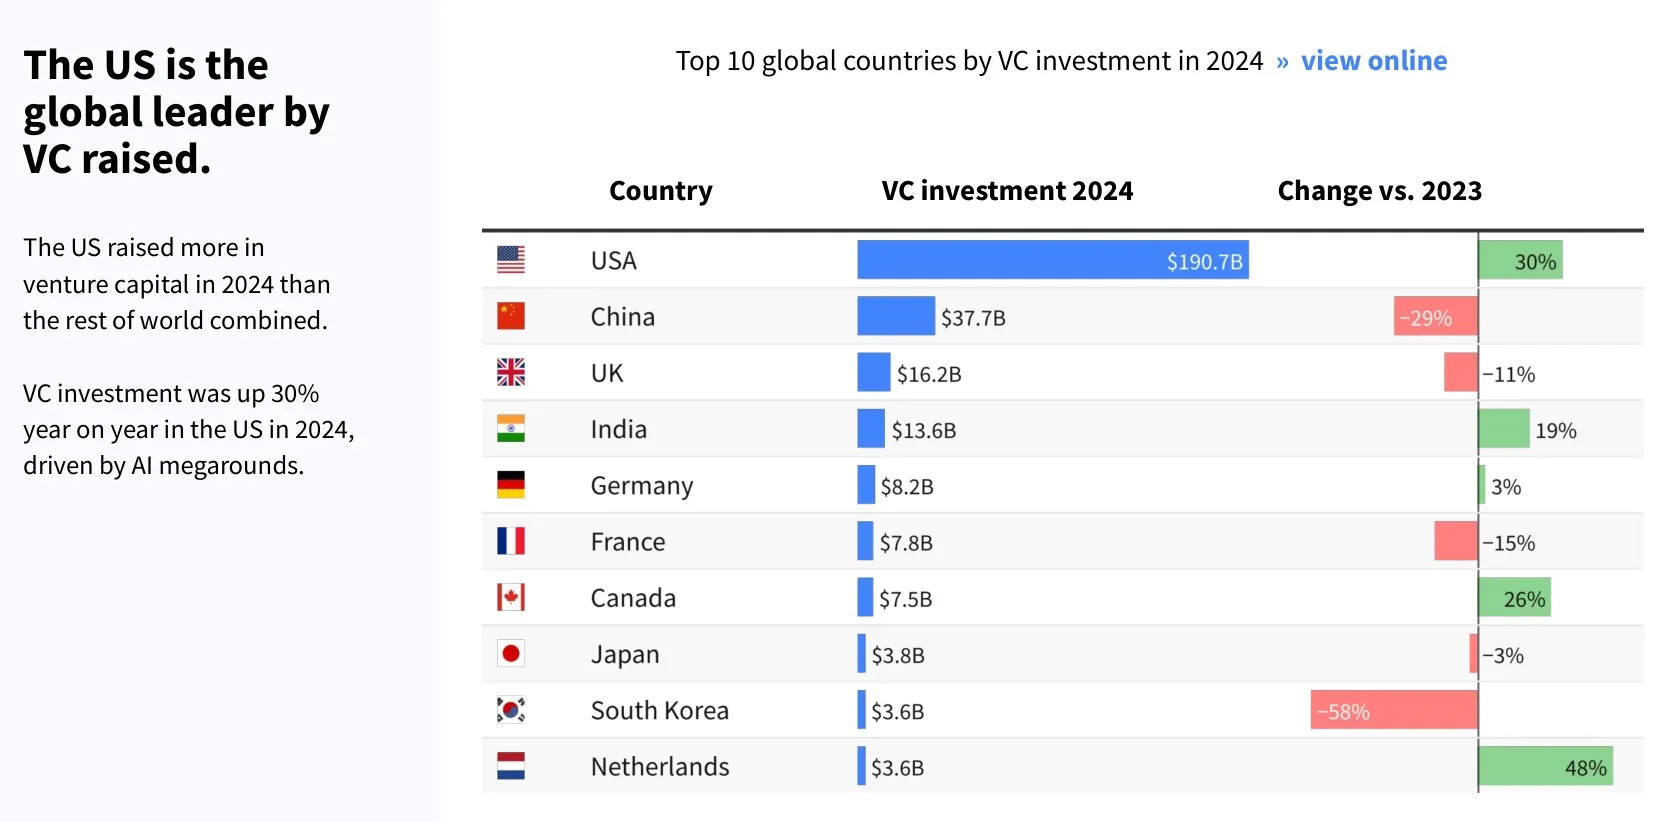 The US is the
global leader by
VC raised.
The US raised more in
venture capital in 2024 than
the rest of world combined.
VC investment was up 30%
year on year in the US in 2024,
driven by AI megarounds.
Top 10 global countries by VC investment in 2024 » view online
Country VC investment 2024 Change vs. 2023
USA $190.7B 30%
China $37.7B −29%
UK $16.2B −11%
India $13.6B 19%
Germany $8.2B 3%
France $7.8B −15%
Canada $7.5B 26%
Japan $3.8B −3%
South Korea $3.6B −58%
Netherlands $3.6B 48%